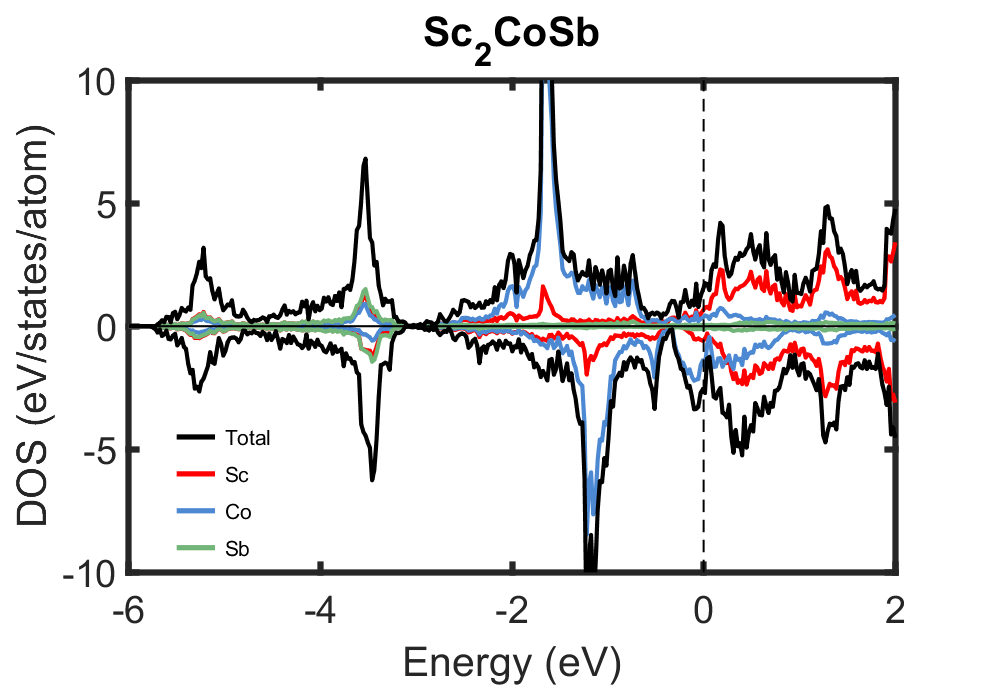 Sc₂CoSb
DOS (eV/states/atom)
10
5
0
-5
-10
Total
Sc
Co
Sb
-6 -4 -2 0 2
Energy (eV)